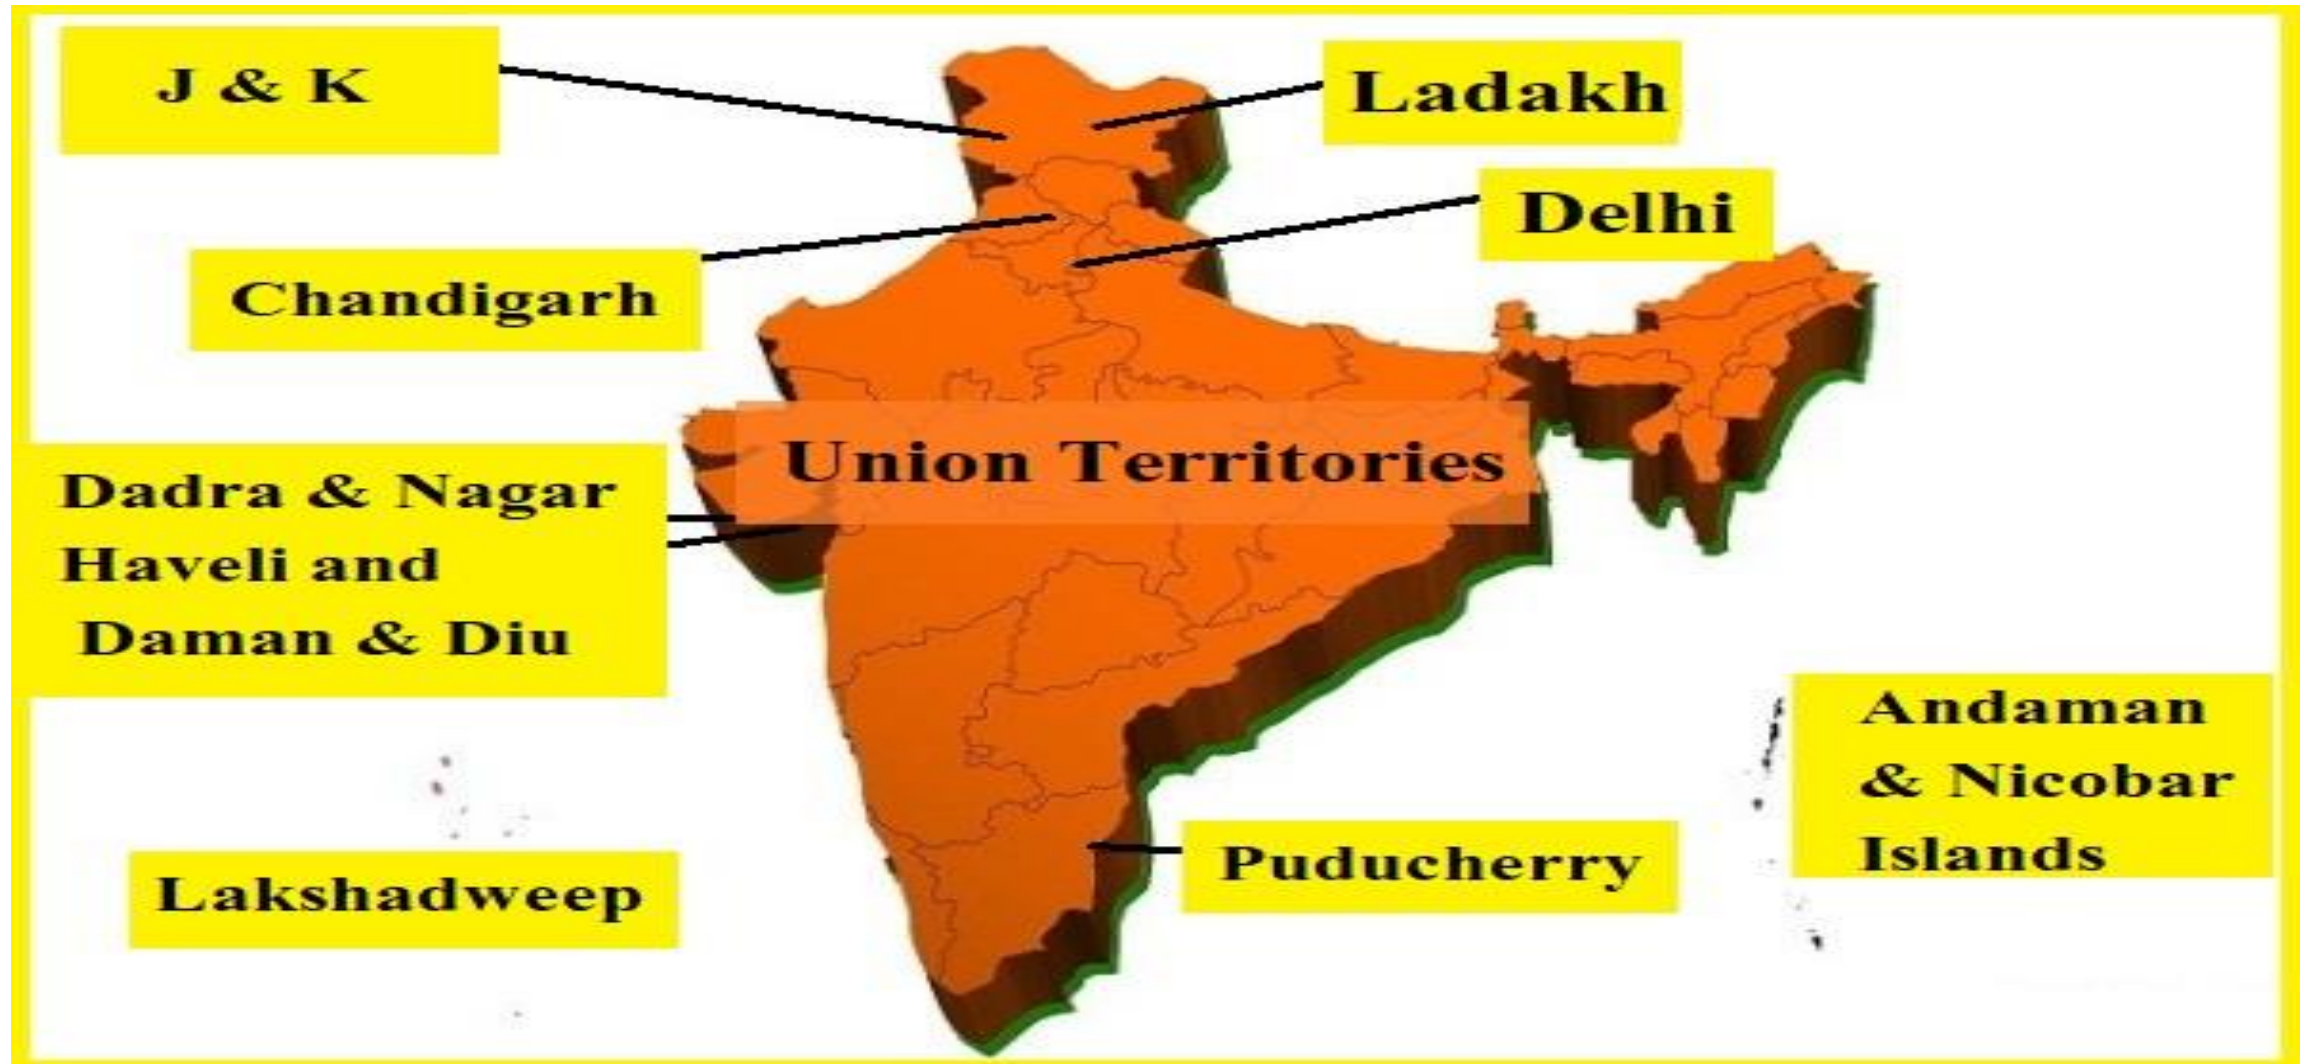 J & K
Ladakh
Delhi
Chandigarh
Union Territories
Dadra & Nagar
Haveli and
Daman & Diu
Andaman
& Nicobar
Islands
Puducherry
Lakshadweep